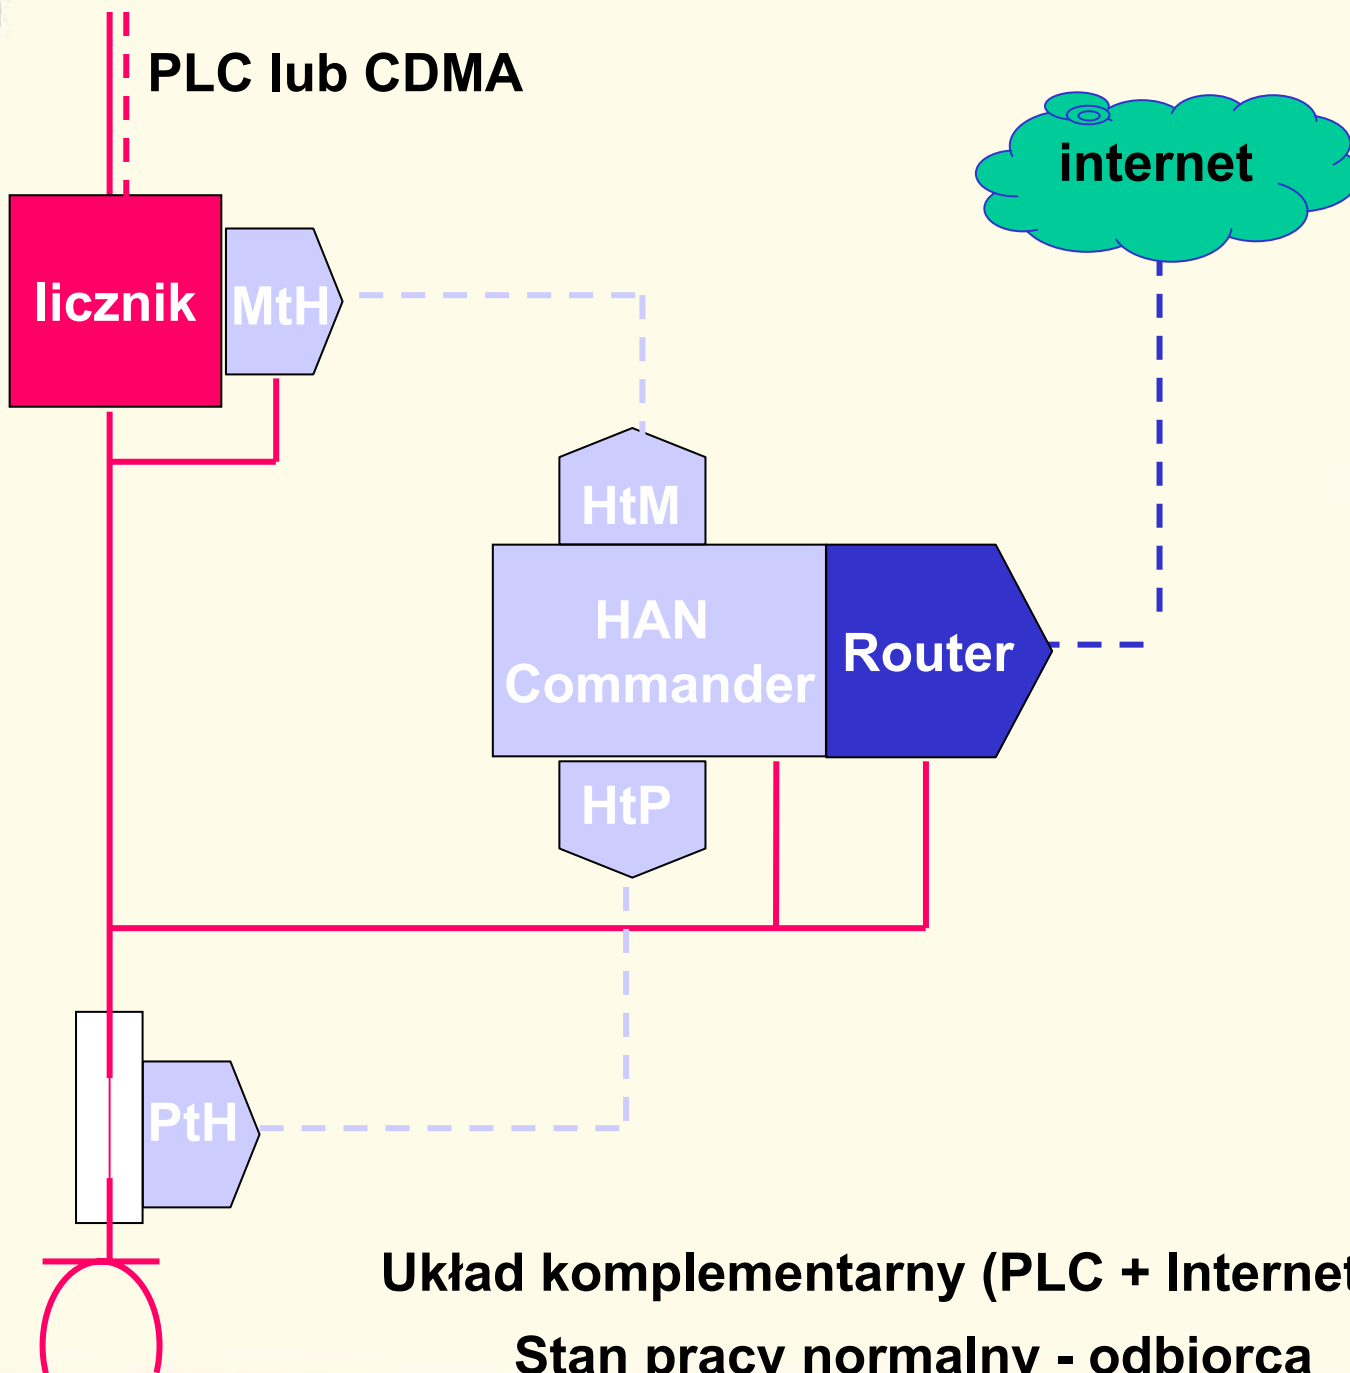 PLC lub CDMA
internet
licznik
MtH
HtM
HAN
Commander
Router
HtP
PtH
Układ komplementarny (PLC + Internet
Stan pracy normalny - odbiorca